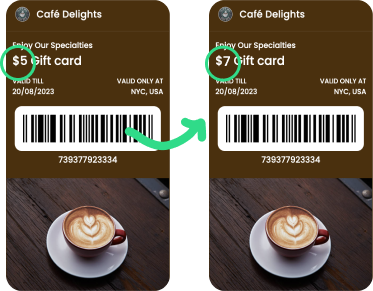 Café Delights
Enjoy Our Specialties
$5 Gift card
VALID TILL
20/08/2023
VALID ONLY AT
NYC, USA
739377923334
Café Delights
Enjoy Our Specialties
$7 Gift card
VALID TILL
20/08/2023
VALID ONLY AT
NYC, USA
739377923334